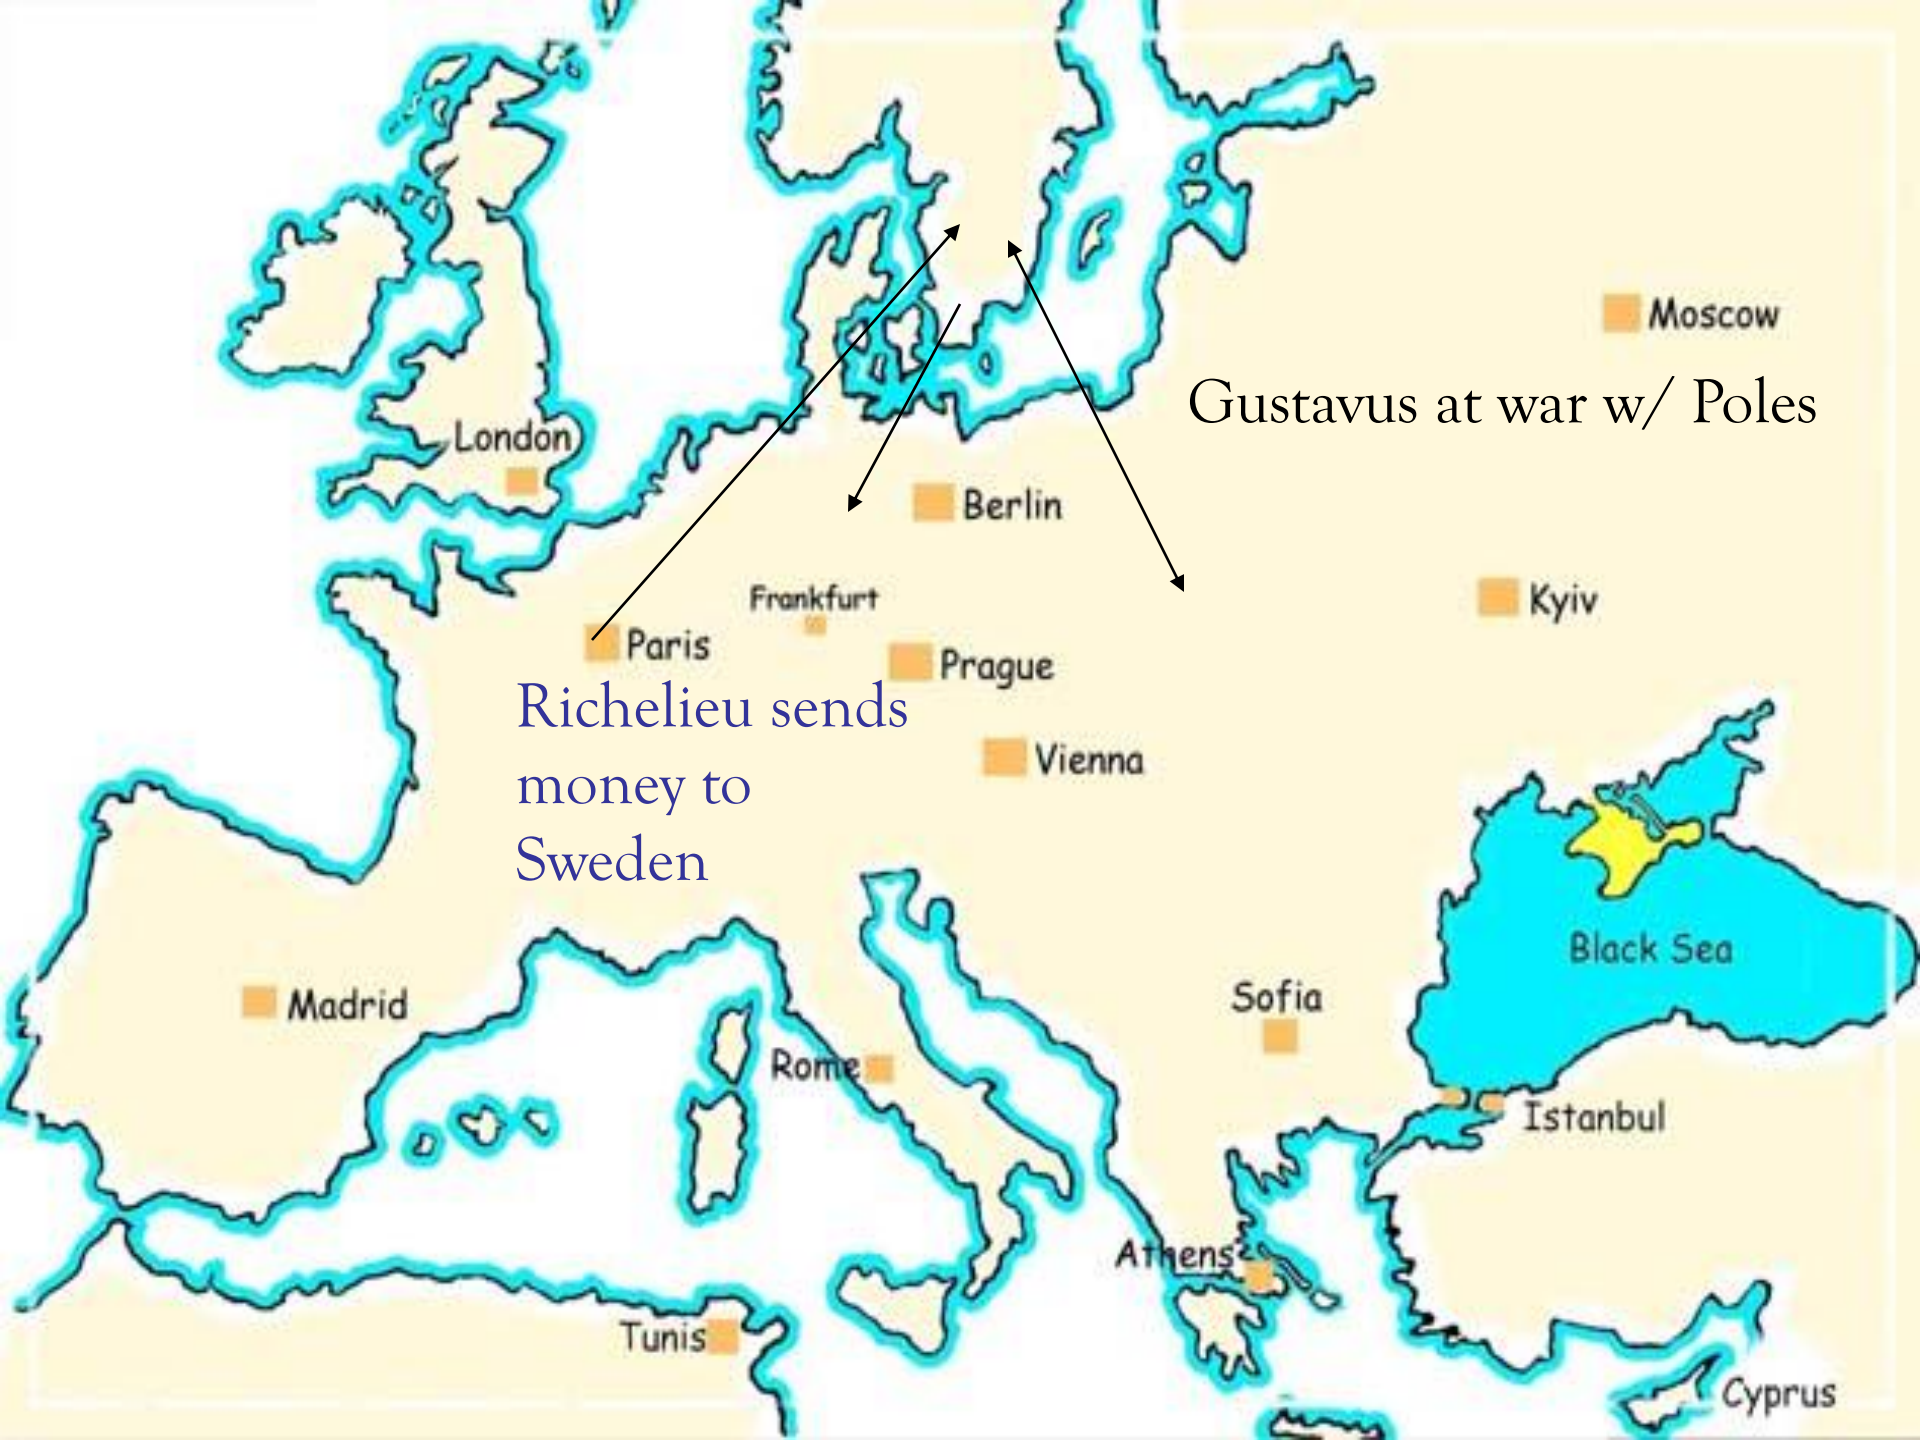 Moscow
Gustavus at war w/ Poles
London
Berlin
Frankfurt
Kyiv
Paris
Prague
Richelieu sends
money to
Sweden
Vienna
Black Sea
Madrid
Sofia
Rome
Istanbul
Athens
Tunis
Cyprus